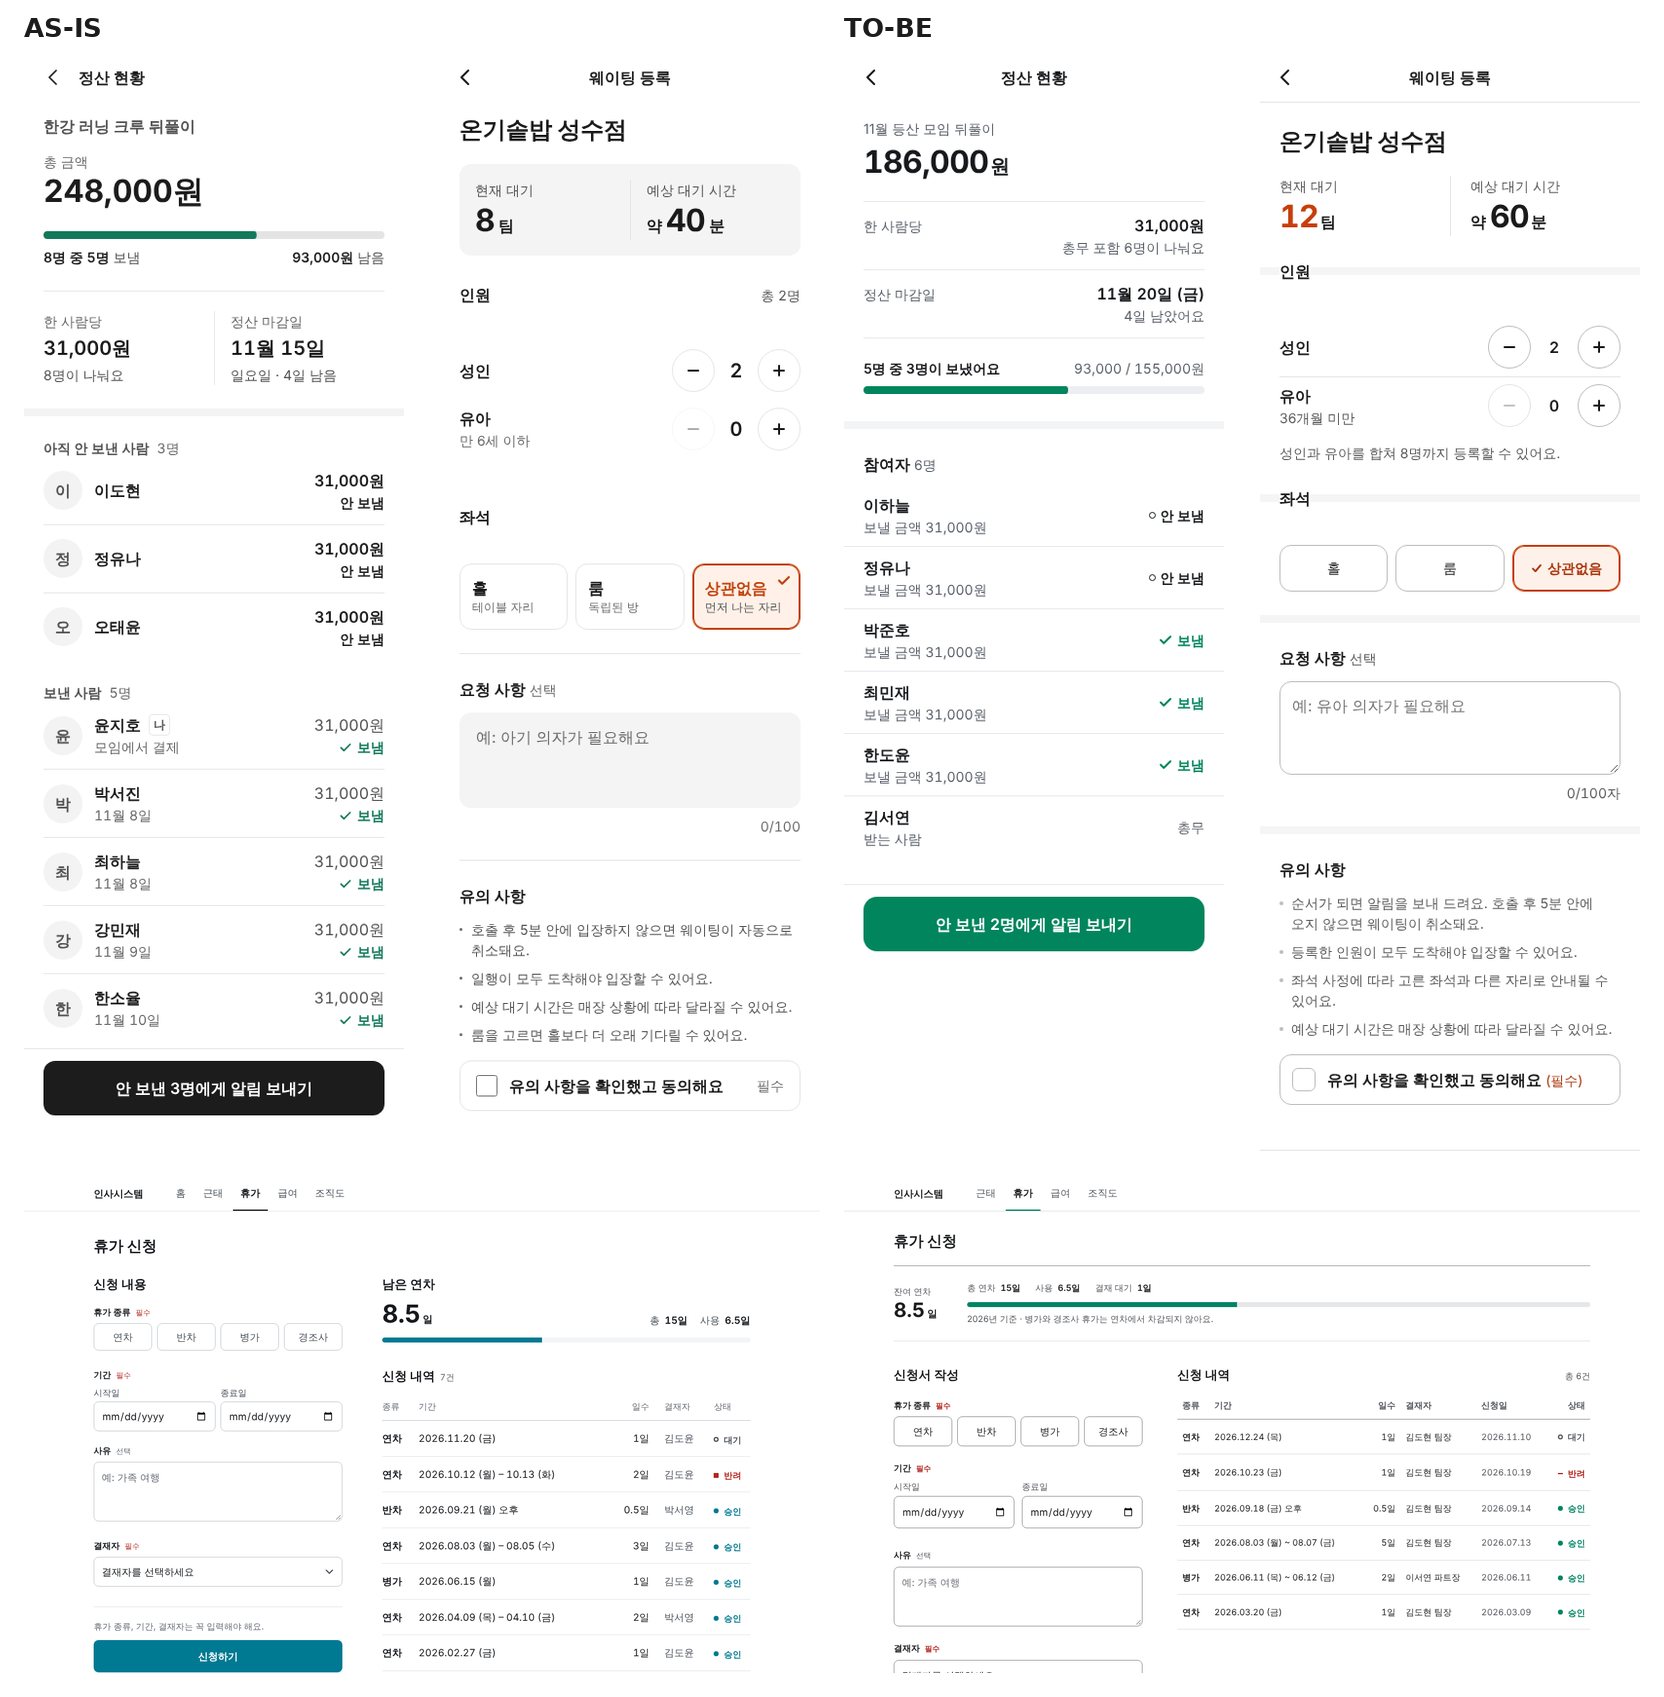 AS-IS
정산 현황
한강 러닝 크루 뒤풀이
총 금액
248,000원
8명 중 5명 보냄
93,000원 남음
한 사람당
31,000원
8명이 나눠요
정산 마감일
11월 15일
일요일 · 4일 남음
아직 안 보낸 사람 3명
이 이도현 31,000원
안 보냄
정 정유나 31,000원
안 보냄
오 오태윤 31,000원
안 보냄
보낸 사람 5명
윤 윤지호 나 31,000원
모임에서 결제 보냄
박 박서진 31,000원
11월 8일 보냄
최 최하늘 31,000원
11월 8일 보냄
강 강민재 31,000원
11월 9일 보냄
한 한소율 31,000원
11월 10일 보냄
안 보낸 3명에게 알림 보내기
웨이팅 등록
온기솥밥 성수점
현재 대기
8팀
예상 대기 시간
약 40분
인원 총 2명
성인 − 2 +
유아 − 0 +
만 6세 이하
좌석
홀
테이블 자리
룸
독립된 방
상관없음
먼저 나는 자리
요청 사항 선택
예: 아기 의자가 필요해요
0/100
유의 사항
· 호출 후 5분 안에 입장하지 않으면 웨이팅이 자동으로
취소돼요.
· 일행이 모두 도착해야 입장할 수 있어요.
· 예상 대기 시간은 매장 상황에 따라 달라질 수 있어요.
· 룸을 고르면 홀보다 더 오래 기다릴 수 있어요.
유의 사항을 확인했고 동의해요 필수
TO-BE
정산 현황
11월 등산 모임 뒤풀이
186,000원
한 사람당 31,000원
총무 포함 6명이 나눠요
정산 마감일 11월 20일 (금)
4일 남았어요
5명 중 3명이 보냈어요 93,000 / 155,000원
참여자 6명
이하늘
보낼 금액 31,000원 안 보냄
정유나
보낼 금액 31,000원 안 보냄
박준호
보낼 금액 31,000원 보냄
최민재
보낼 금액 31,000원 보냄
한도윤
보낼 금액 31,000원 보냄
김서연
받는 사람 총무
안 보낸 2명에게 알림 보내기
웨이팅 등록
온기솥밥 성수점
현재 대기
12팀
예상 대기 시간
약 60분
인원
성인 − 2 +
유아 − 0 +
36개월 미만
성인과 유아를 합쳐 8명까지 등록할 수 있어요.
좌석
홀 룸 상관없음
요청 사항 선택
예: 유아 의자가 필요해요
0/100자
유의 사항
· 순서가 되면 알림을 보내 드려요. 호출 후 5분 안에
오지 않으면 웨이팅이 취소돼요.
· 등록한 인원이 모두 도착해야 입장할 수 있어요.
· 좌석 사정에 따라 고른 좌석과 다른 자리로 안내될 수
있어요.
· 예상 대기 시간은 매장 상황에 따라 달라질 수 있어요.
유의 사항을 확인했고 동의해요 (필수)
인사시스템 홈 근태 휴가 급여 조직도
휴가 신청
신청 내용
휴가 종류 필수
연차 반차 병가 경조사
기간 필수
시작일 종료일
mm/dd/yyyy mm/dd/yyyy
사유 선택
예: 가족 여행
결재자 필수
결재자를 선택하세요
휴가 종류, 기간, 결재자는 꼭 입력해야 해요.
신청하기
남은 연차
8.5일
총 15일 사용 6.5일
신청 내역 7건
종류 기간 일수 결재자 상태
연차 2026.11.20 (금) 1일 김도윤 대기
연차 2026.10.12 (월) – 10.13 (화) 2일 김도윤 반려
반차 2026.09.21 (월) 오후 0.5일 박서영 승인
연차 2026.08.03 (월) – 08.05 (수) 3일 김도윤 승인
병가 2026.06.15 (월) 1일 김도윤 승인
연차 2026.04.09 (목) – 04.10 (금) 2일 박서영 승인
연차 2026.02.27 (금) 1일 김도윤 승인
인사시스템 근태 휴가 급여 조직도
휴가 신청
잔여 연차
8.5일
총 연차 15일 사용 6.5일 결재 대기 1일
2026년 기준 · 병가와 경조사 휴가는 연차에서 차감되지 않아요.
신청서 작성
휴가 종류 필수
연차 반차 병가 경조사
기간 필수
시작일 종료일
mm/dd/yyyy mm/dd/yyyy
사유 선택
예: 가족 여행
결재자 필수
신청 내역 총 6건
종류 기간 일수 결재자 신청일 상태
연차 2026.12.24 (목) 1일 김도현 팀장 2026.11.10 대기
연차 2026.10.23 (금) 1일 김도현 팀장 2026.10.19 반려
반차 2026.09.18 (금) 오후 0.5일 김도현 팀장 2026.09.14 승인
연차 2026.08.03 (월) ~ 08.07 (금) 5일 김도현 팀장 2026.07.13 승인
병가 2026.06.11 (목) ~ 06.12 (금) 2일 이서연 파트장 2026.06.11 승인
연차 2026.03.20 (금) 1일 김도현 팀장 2026.03.09 승인